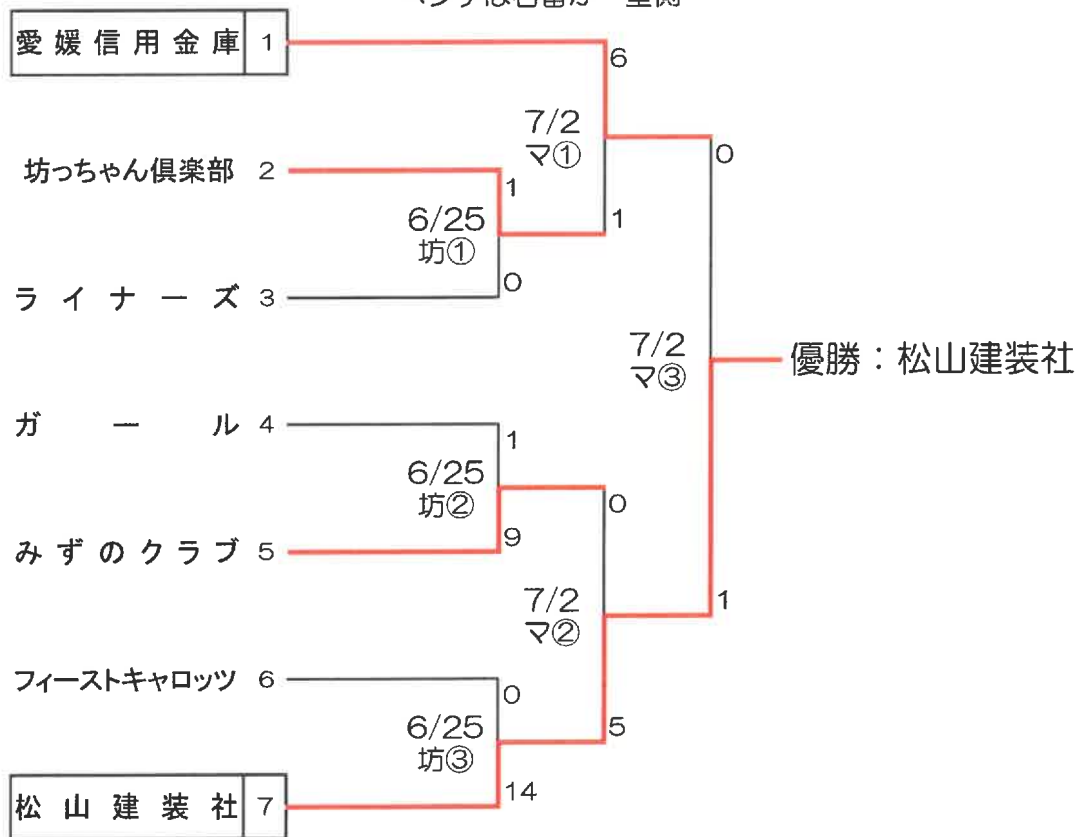 愛媛信用金庫 1
6
7/2
マ①
0
坊っちゃん倶楽部 2
1
6/25
坊①
1
0
ライナーズ 3
7/2
マ③
優勝：松山建装社
ガール 4
1
6/25
坊②
0
9
みずのクラブ 5
7/2
マ②
1
フィーストキャロッツ 6
0
6/25
坊③
5
14
松山建装社 7